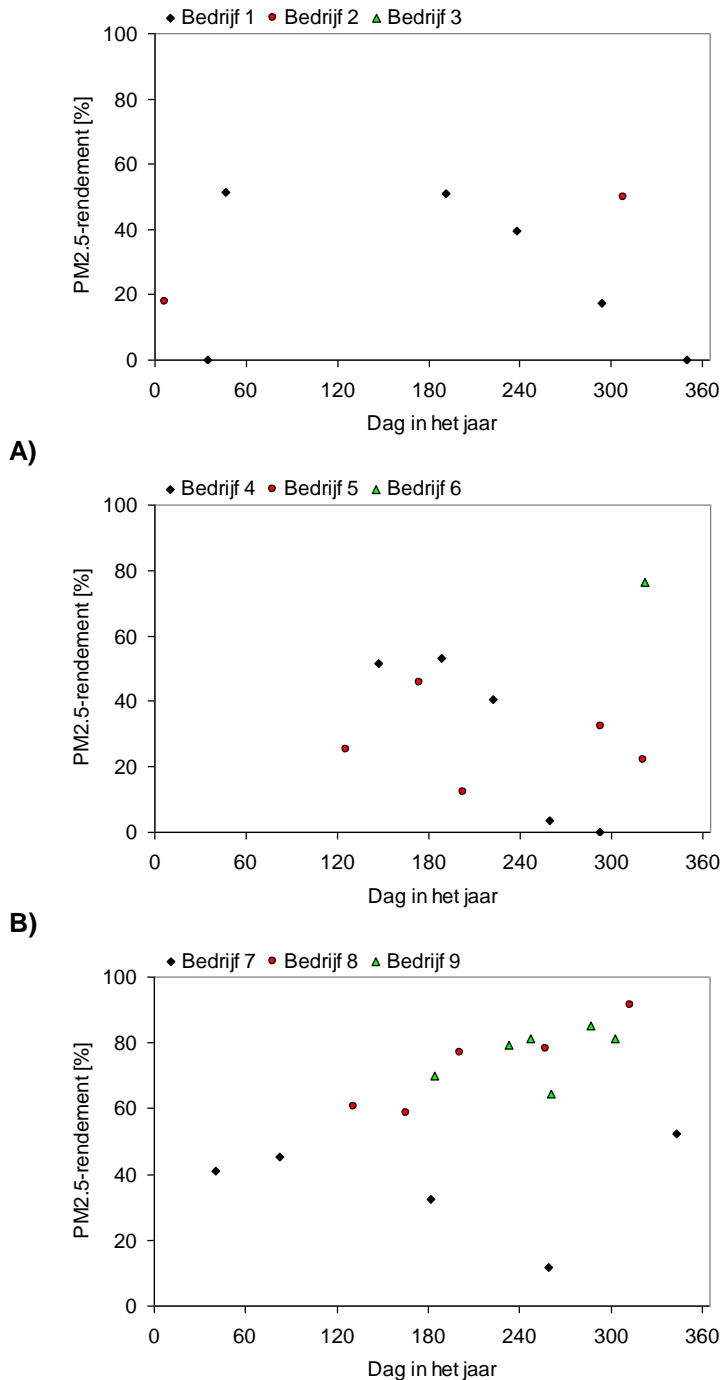 Bedrijf 1 Bedrijf 2 Bedrijf 3
100
80
60
40
20
0
PM2.5-rendement [%]
0 60 120 180 240 300 360
Dag in het jaar
A)
Bedrijf 4 Bedrijf 5 Bedrijf 6
100
80
60
40
20
0
PM2.5-rendement [%]
0 60 120 180 240 300 360
Dag in het jaar
B)
Bedrijf 7 Bedrijf 8 Bedrijf 9
100
80
60
40
20
0
PM2.5-rendement [%]
0 60 120 180 240 300 360
Dag in het jaar